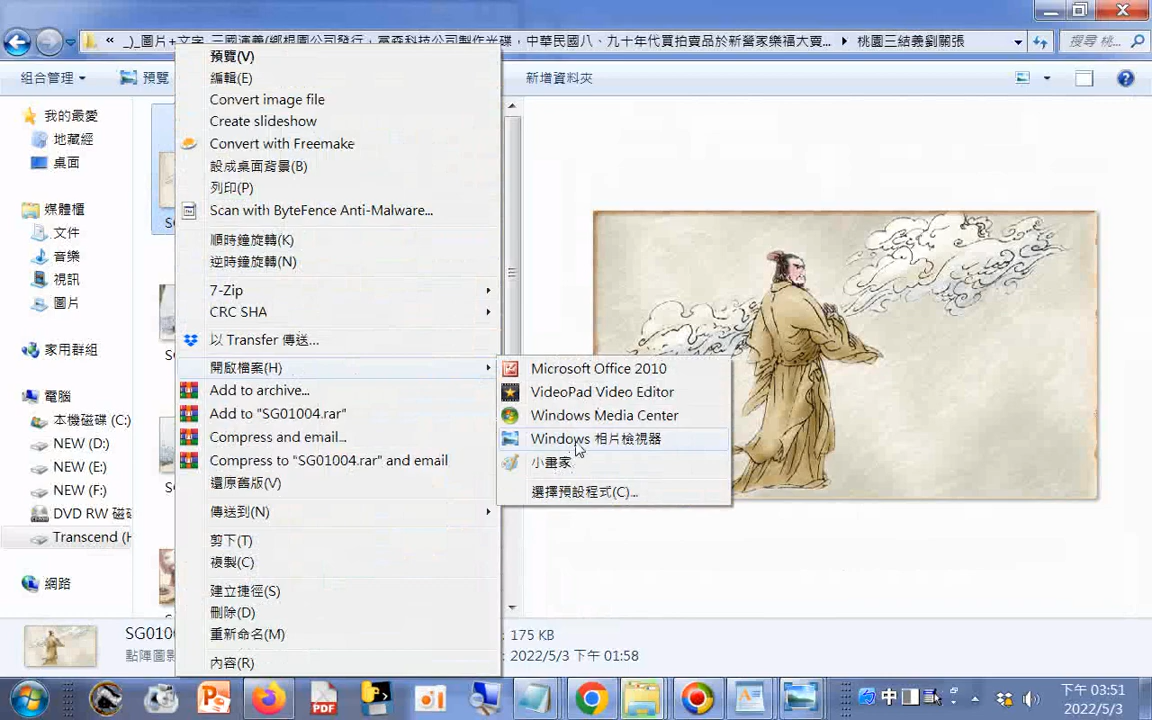 « _)_圖片+文字_三國演義(鄉根園公司發行，富森科技公司製作光碟，中華民國八、九十年代買拍賣品於新營家樂福大賣... ▸ 桃園三結義劉關張
搜尋 桃...
組合管理
預覽
新增資料夾
我的最愛
地藏經
桌面
媒體櫃
文件
音樂
視訊
圖片
家用群組
電腦
本機磁碟 (C:)
NEW (D:)
NEW (E:)
NEW (F:)
DVD RW 磁
Transcend (H
網路
預覽(V)
編輯(E)
Convert image file
Create slideshow
Convert with Freemake
設成桌面背景(B)
列印(P)
Scan with ByteFence Anti-Malware...
順時鐘旋轉(K)
逆時鐘旋轉(N)
7-Zip
CRC SHA
以 Transfer 傳送...
開啟檔案(H)
Add to archive...
Add to "SG01004.rar"
Compress and email...
Compress to "SG01004.rar" and email
還原舊版(V)
傳送到(N)
剪下(T)
複製(C)
建立捷徑(S)
刪除(D)
重新命名(M)
內容(R)
Microsoft Office 2010
VideoPad Video Editor
Windows Media Center
Windows 相片檢視器
小畫家
選擇預設程式(C)...
SG010
點陣圖影
: 175 KB
: 2022/5/3 下午 01:58
PDF
中
下午 03:51
2022/5/3